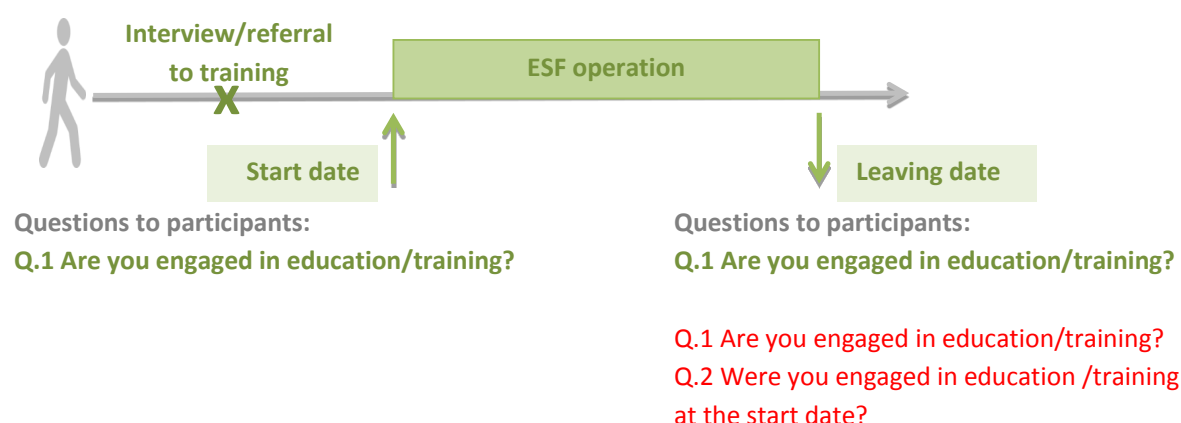 Interview/referral
to training
X
ESF operation
Start date
Leaving date
Questions to participants:
Q.1 Are you engaged in education/training?
Questions to participants:
Q.1 Are you engaged in education/training?
Q.1 Are you engaged in education/training?
Q.2 Were you engaged in education /training
at the start date?